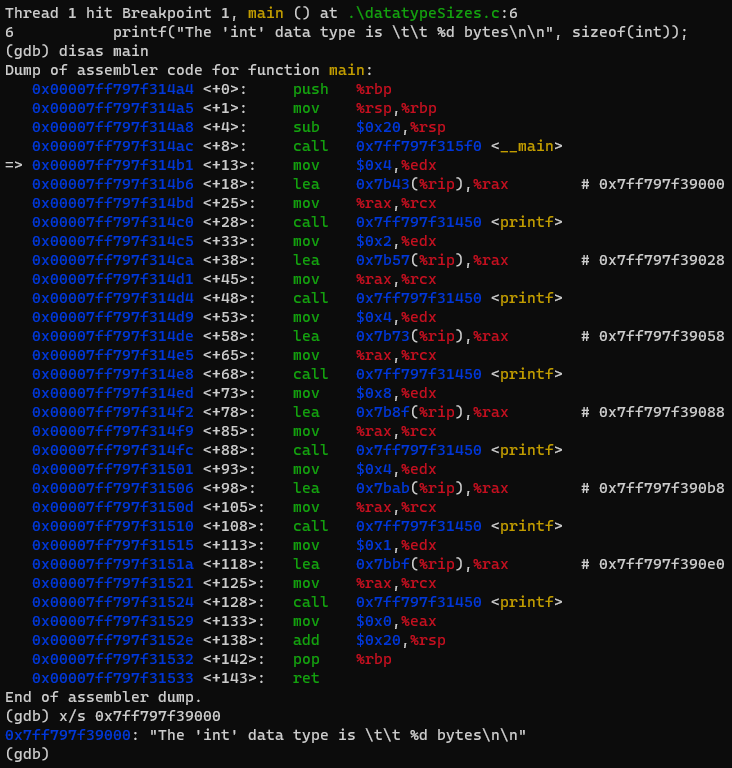 Thread 1 hit Breakpoint 1, main () at .\datatypeSizes.c:6
6           printf("The 'int' data type is \t\t %d bytes\n\n", sizeof(int));
(gdb) disas main
Dump of assembler code for function main:
   0x00007ff797f314a4 <+0>:     push   %rbp
   0x00007ff797f314a5 <+1>:     mov    %rsp,%rbp
   0x00007ff797f314a8 <+4>:     sub    $0x20,%rsp
   0x00007ff797f314ac <+8>:     call   0x7ff797f315f0 <__main>
=> 0x00007ff797f314b1 <+13>:    mov    $0x4,%edx
   0x00007ff797f314b6 <+18>:    lea    0x7b43(%rip),%rax        # 0x7ff797f39000
   0x00007ff797f314bd <+25>:    mov    %rax,%rcx
   0x00007ff797f314c0 <+28>:    call   0x7ff797f31450 <printf>
   0x00007ff797f314c5 <+33>:    mov    $0x2,%edx
   0x00007ff797f314ca <+38>:    lea    0x7b57(%rip),%rax        # 0x7ff797f39028
   0x00007ff797f314d1 <+45>:    mov    %rax,%rcx
   0x00007ff797f314d4 <+48>:    call   0x7ff797f31450 <printf>
   0x00007ff797f314d9 <+53>:    mov    $0x4,%edx
   0x00007ff797f314de <+58>:    lea    0x7b73(%rip),%rax        # 0x7ff797f39058
   0x00007ff797f314e5 <+65>:    mov    %rax,%rcx
   0x00007ff797f314e8 <+68>:    call   0x7ff797f31450 <printf>
   0x00007ff797f314ed <+73>:    mov    $0x8,%edx
   0x00007ff797f314f2 <+78>:    lea    0x7b8f(%rip),%rax        # 0x7ff797f39088
   0x00007ff797f314f9 <+85>:    mov    %rax,%rcx
   0x00007ff797f314fc <+88>:    call   0x7ff797f31450 <printf>
   0x00007ff797f31501 <+93>:    mov    $0x4,%edx
   0x00007ff797f31506 <+98>:    lea    0x7bab(%rip),%rax        # 0x7ff797f390b8
   0x00007ff797f3150d <+105>:   mov    %rax,%rcx
   0x00007ff797f31510 <+108>:   call   0x7ff797f31450 <printf>
   0x00007ff797f31515 <+113>:   mov    $0x1,%edx
   0x00007ff797f3151a <+118>:   lea    0x7bbf(%rip),%rax        # 0x7ff797f390e0
   0x00007ff797f31521 <+125>:   mov    %rax,%rcx
   0x00007ff797f31524 <+128>:   call   0x7ff797f31450 <printf>
   0x00007ff797f31529 <+133>:   mov    $0x0,%eax
   0x00007ff797f3152e <+138>:   add    $0x20,%rsp
   0x00007ff797f31532 <+142>:   pop    %rbp
   0x00007ff797f31533 <+143>:   ret
End of assembler dump.
(gdb) x/s 0x7ff797f39000
0x7ff797f39000: "The 'int' data type is \t\t %d bytes\n\n"
(gdb)